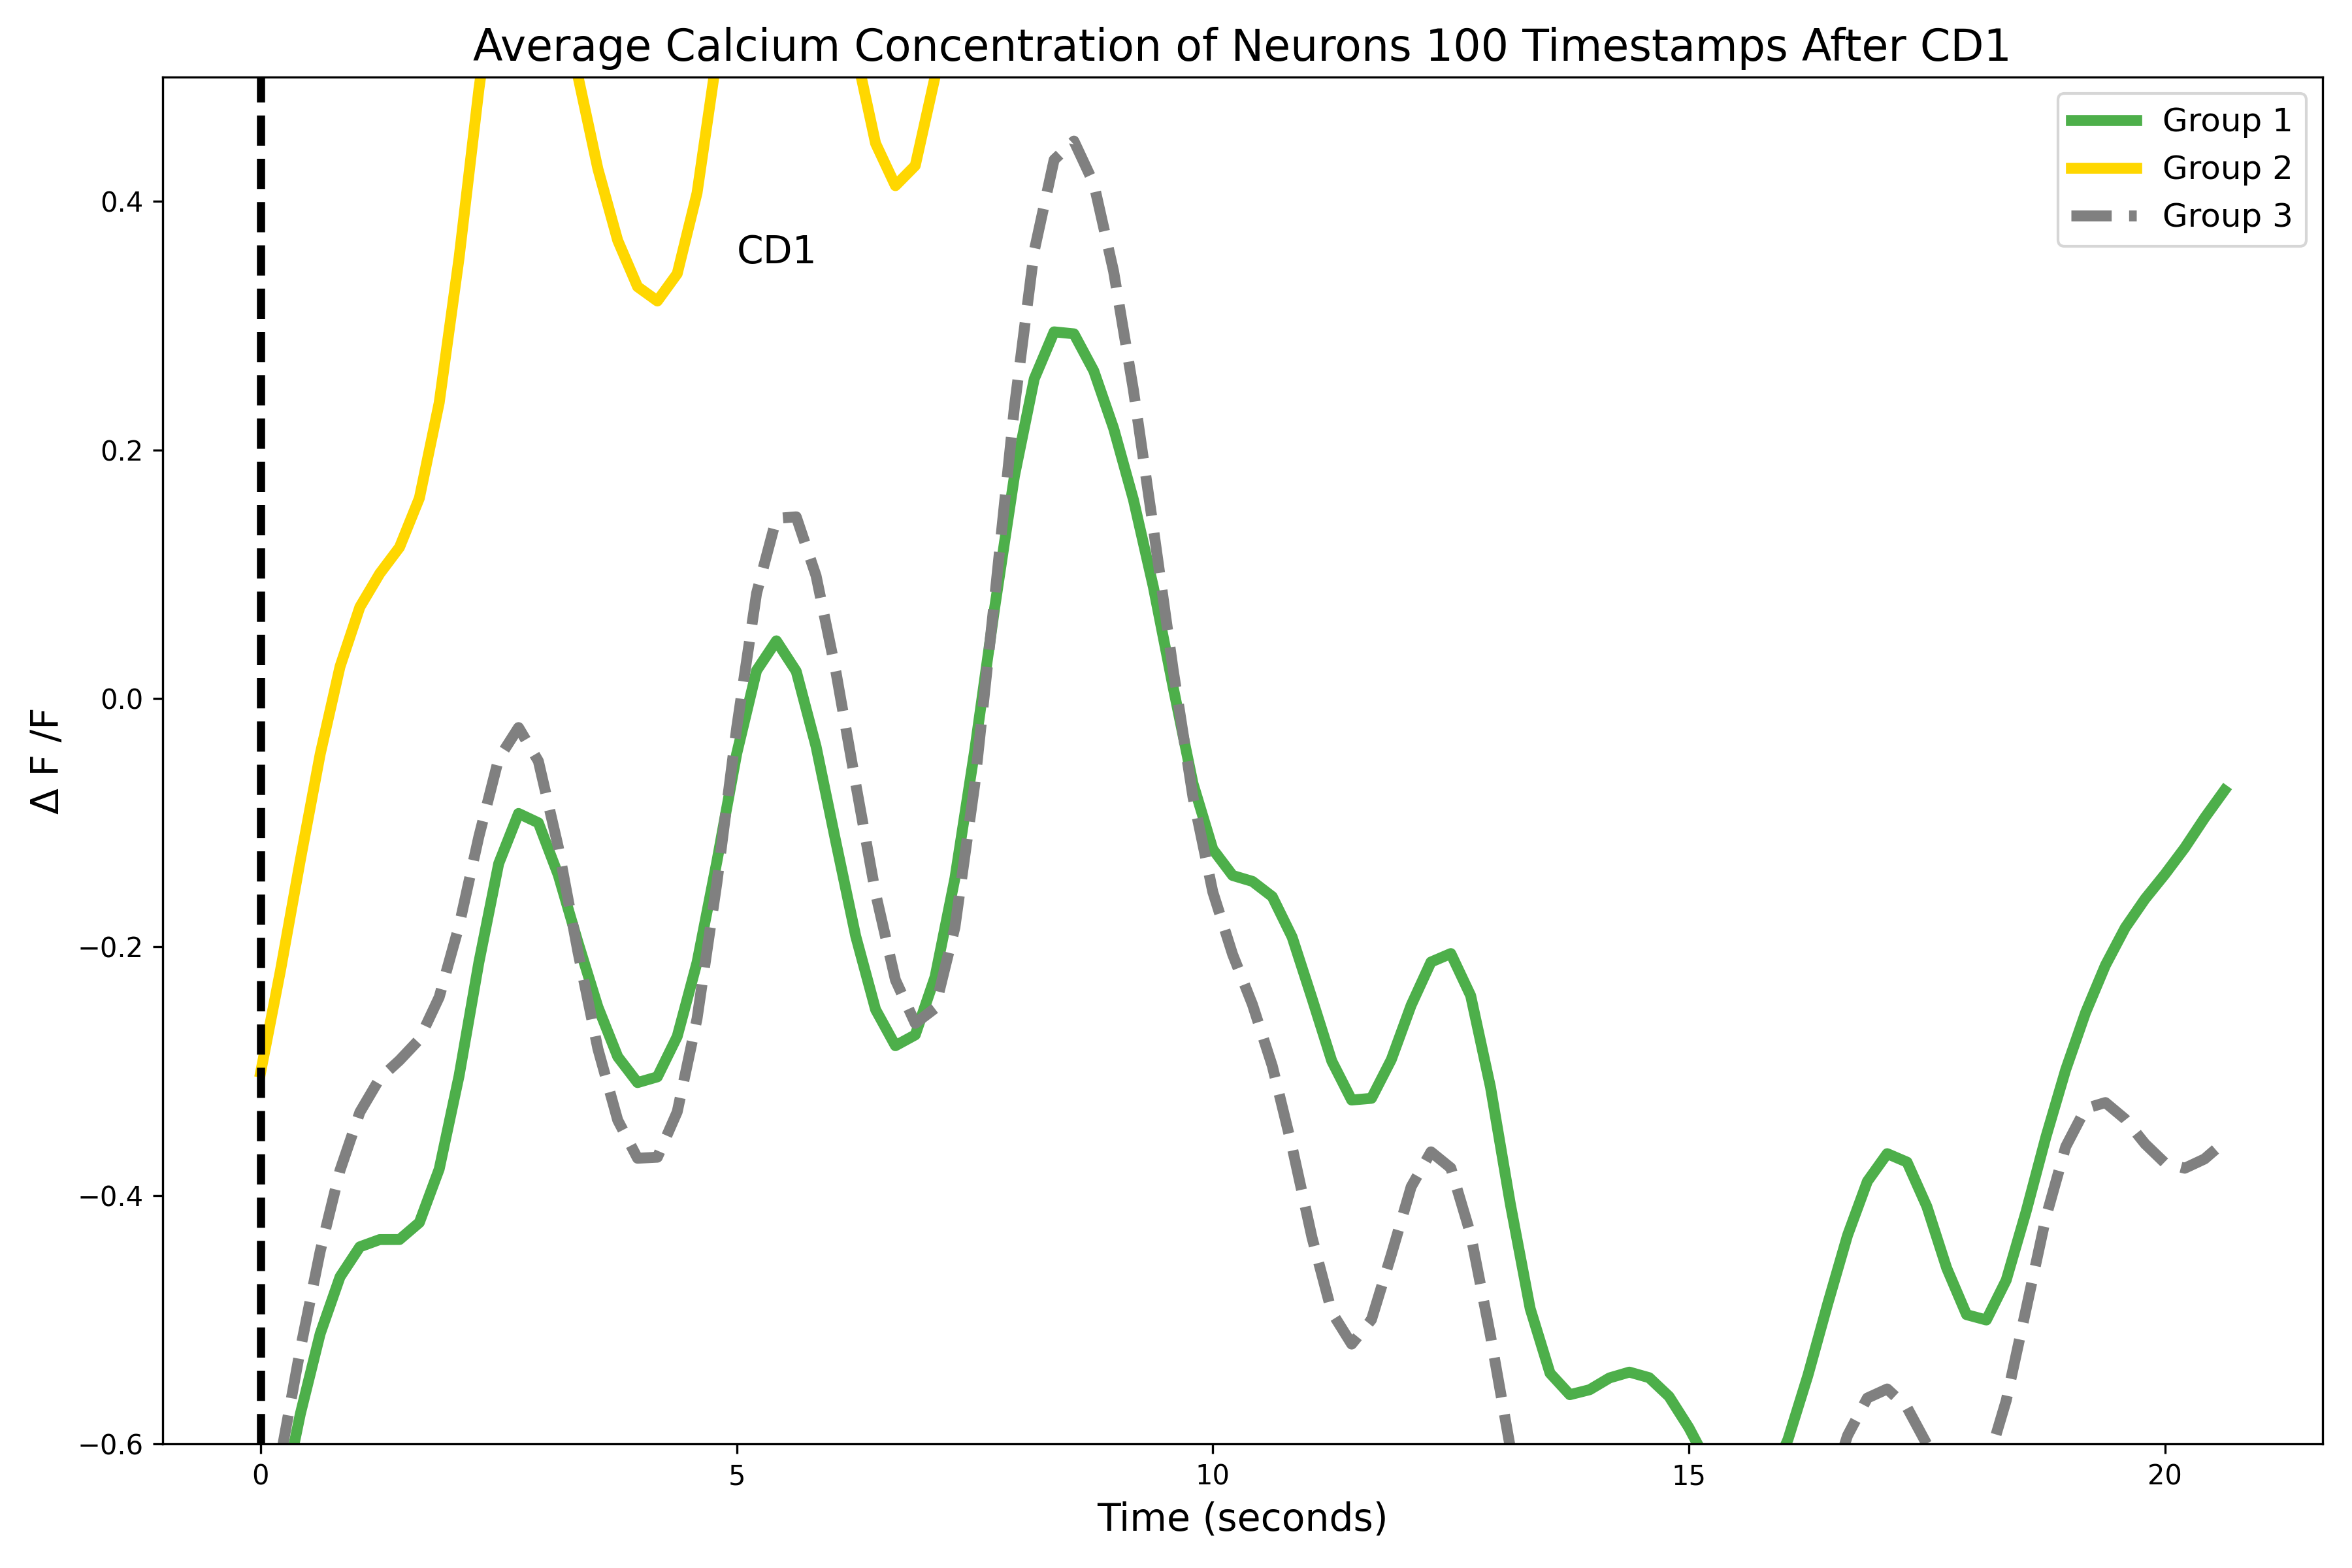 Average Calcium Concentration of Neurons 100 Timestamps After CD1
Group 1
Group 2
Group 3
CD1
0.4
0.2
0.0
−0.2
−0.4
−0.6
Δ F /F
0 5 10 15 20
Time (seconds)